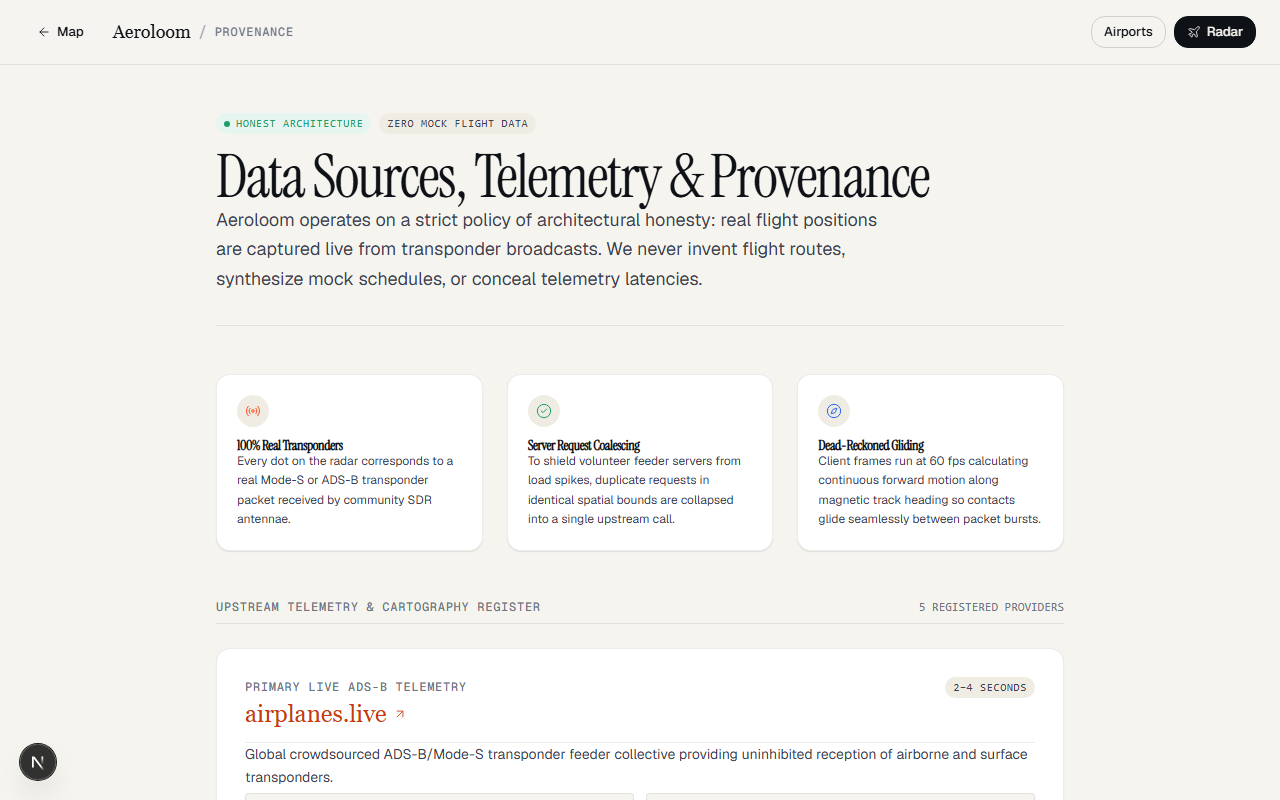 Map
Aeroloom / PROVENANCE
Airports
Radar
HONEST ARCHITECTURE
ZERO MOCK FLIGHT DATA
Data Sources, Telemetry & Provenance
Aeroloom operates on a strict policy of architectural honesty: real flight positions
are captured live from transponder broadcasts. We never invent flight routes,
synthesize mock schedules, or conceal telemetry latencies.
100% Real Transponders
Every dot on the radar corresponds to a
real Mode-S or ADS-B transponder
packet received by community SDR
antennae.
Server Request Coalescing
To shield volunteer feeder servers from
load spikes, duplicate requests in
identical spatial bounds are collapsed
into a single upstream call.
Dead-Reckoned Gliding
Client frames run at 60 fps calculating
continuous forward motion along
magnetic track heading so contacts
glide seamlessly between packet bursts.
UPSTREAM TELEMETRY & CARTOGRAPHY REGISTER
5 REGISTERED PROVIDERS
PRIMARY LIVE ADS-B TELEMETRY
2–4 SECONDS
airplanes.live
Global crowdsourced ADS-B/Mode-S transponder feeder collective providing uninhibited reception of airborne and surface
transponders.
N